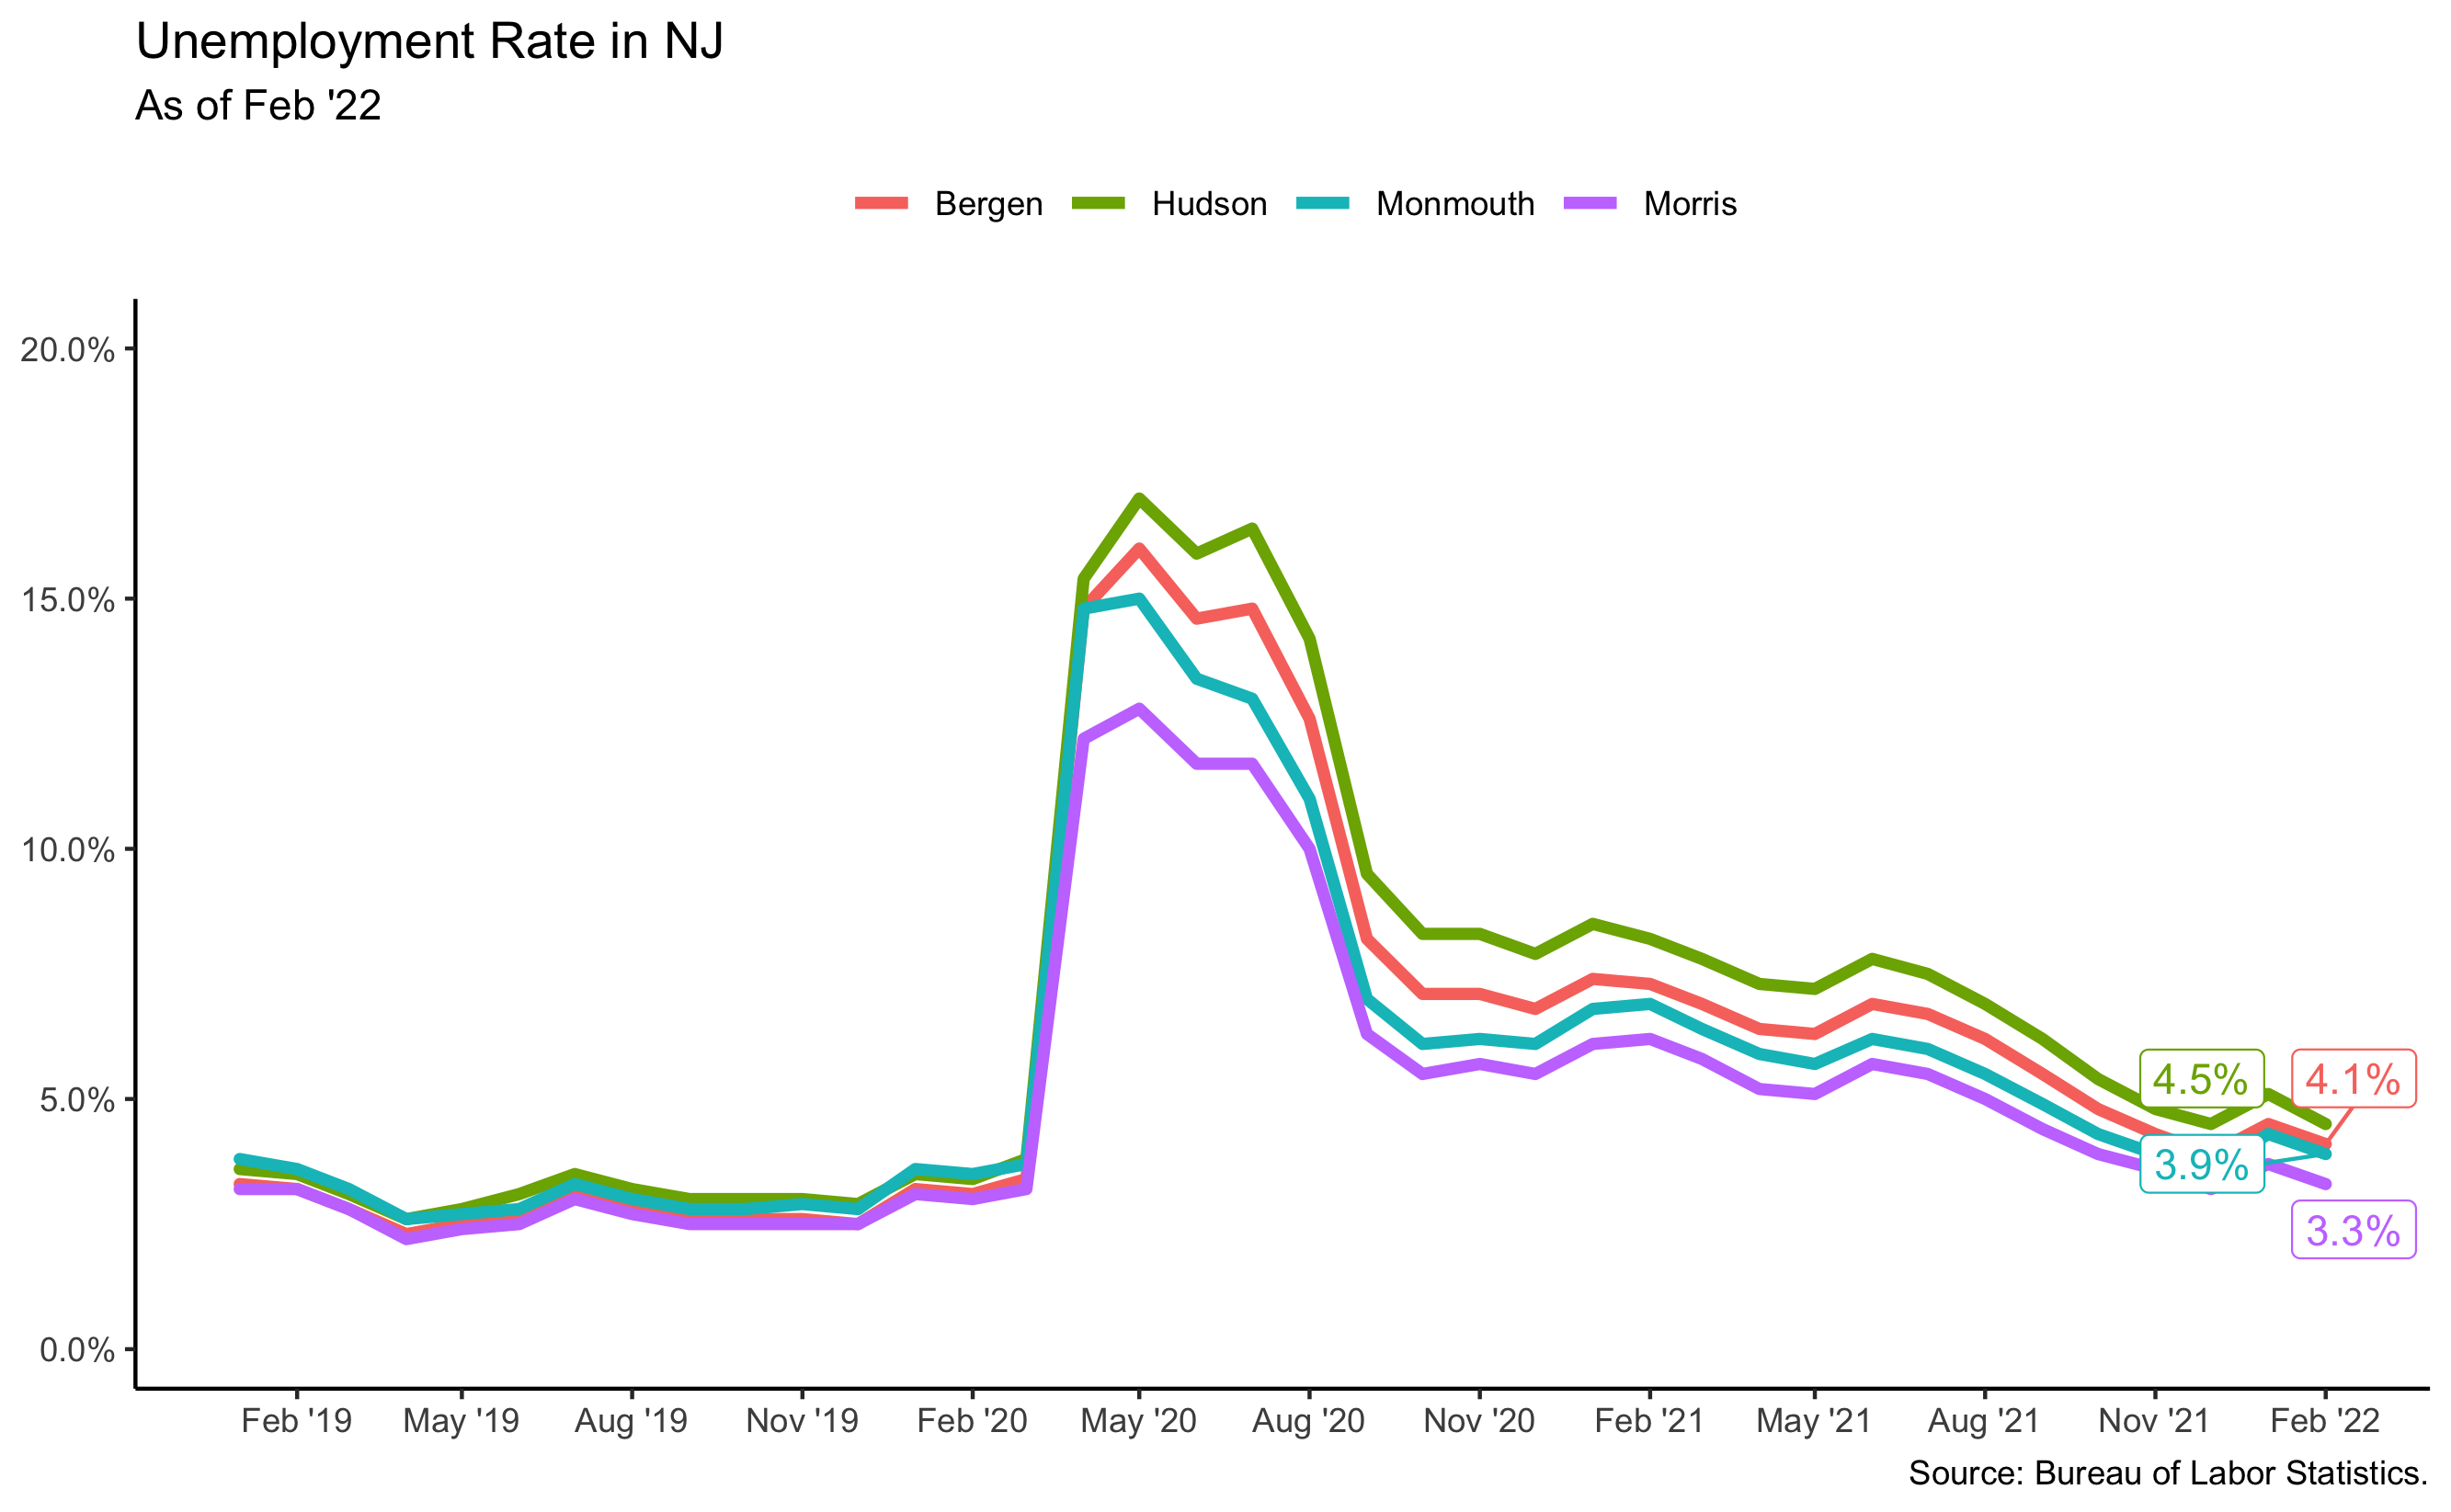 Unemployment Rate in NJ
As of Feb '22
Bergen Hudson Monmouth Morris
20.0%
15.0%
10.0%
5.0%
0.0%
4.5% 4.1%
3.9%
3.3%
Feb '19 May '19 Aug '19 Nov '19 Feb '20 May '20 Aug '20 Nov '20 Feb '21 May '21 Aug '21 Nov '21 Feb '22
Source: Bureau of Labor Statistics.